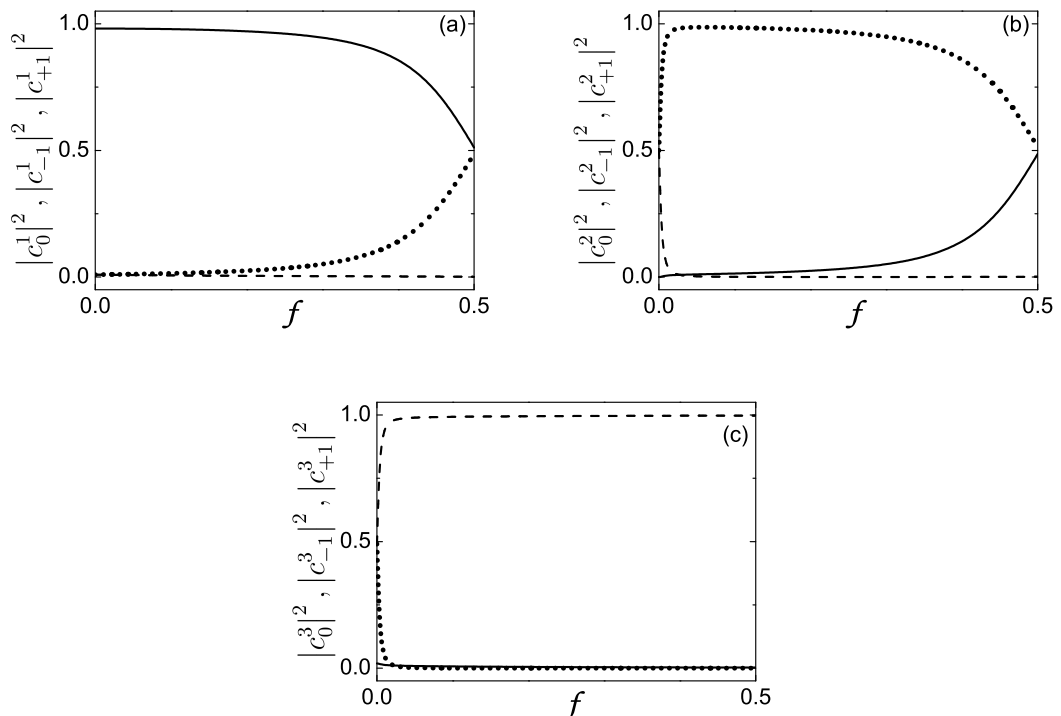 (a)
|c_0^1|^2 , |c_{-1}^1|^2 , |c_{+1}^1|^2
1.0
0.5
0.0
0.0 0.5
f
(b)
|c_0^2|^2 , |c_{-1}^2|^2 , |c_{+1}^2|^2
1.0
0.5
0.0
0.0 0.5
f
(c)
|c_0^3|^2 , |c_{-1}^3|^2 , |c_{+1}^3|^2
1.0
0.5
0.0
0.0 0.5
f